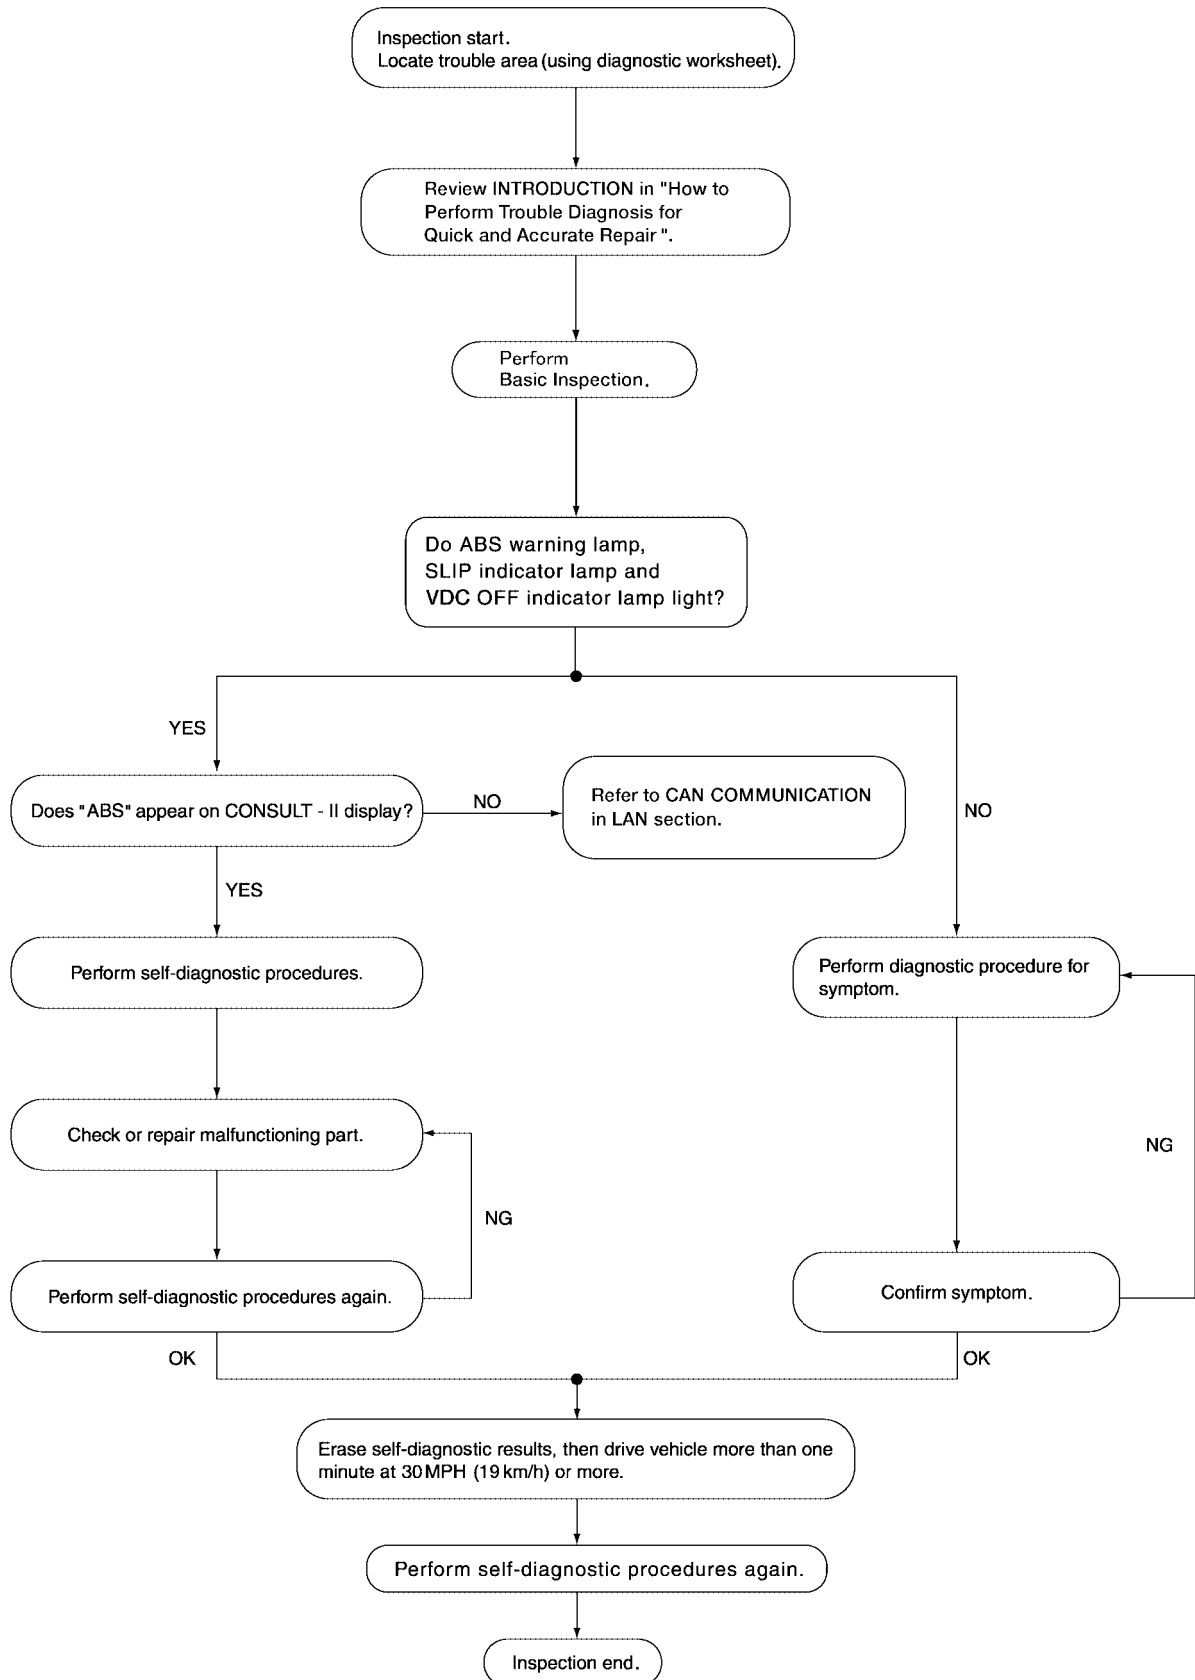 Inspection start.
Locate trouble area (using diagnostic worksheet).
Review INTRODUCTION in "How to
Perform Trouble Diagnosis for
Quick and Accurate Repair ".
Perform
Basic Inspection.
Do ABS warning lamp,
SLIP indicator lamp and
VDC OFF indicator lamp light?
YES
NO
Does "ABS" appear on CONSULT - II display?
NO
Refer to CAN COMMUNICATION
in LAN section.
YES
Perform self-diagnostic procedures.
Perform diagnostic procedure for
symptom.
Check or repair malfunctioning part.
NG
NG
Perform self-diagnostic procedures again.
Confirm symptom.
OK
OK
Erase self-diagnostic results, then drive vehicle more than one
minute at 30 MPH (19 km/h) or more.
Perform self-diagnostic procedures again.
Inspection end.